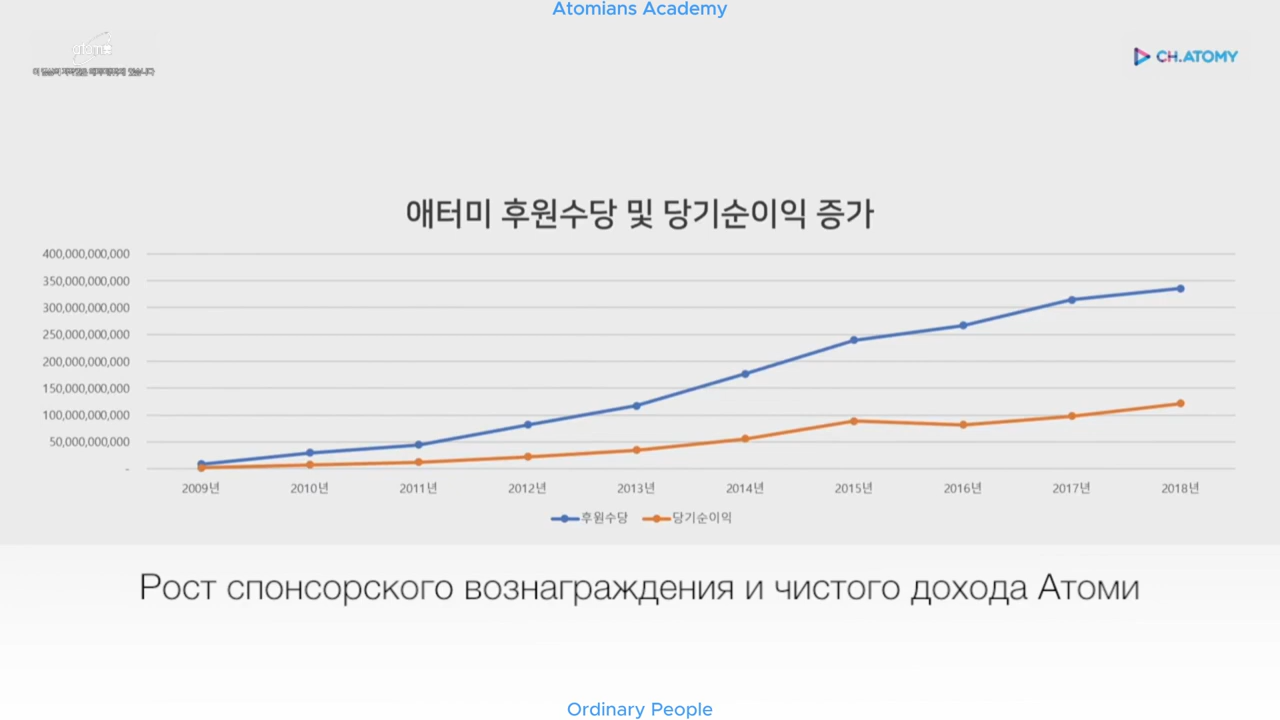 Atomians Academy
CH.ATOMY
애터미 후원수당 및 당기순이익 증가
400,000,000,000
350,000,000,000
300,000,000,000
250,000,000,000
200,000,000,000
150,000,000,000
100,000,000,000
50,000,000,000
-
2009년 2010년 2011년 2012년 2013년 2014년 2015년 2016년 2017년 2018년
후원수당 당기순이익
Рост спонсорского вознаграждения и чистого дохода Атоми
Ordinary People